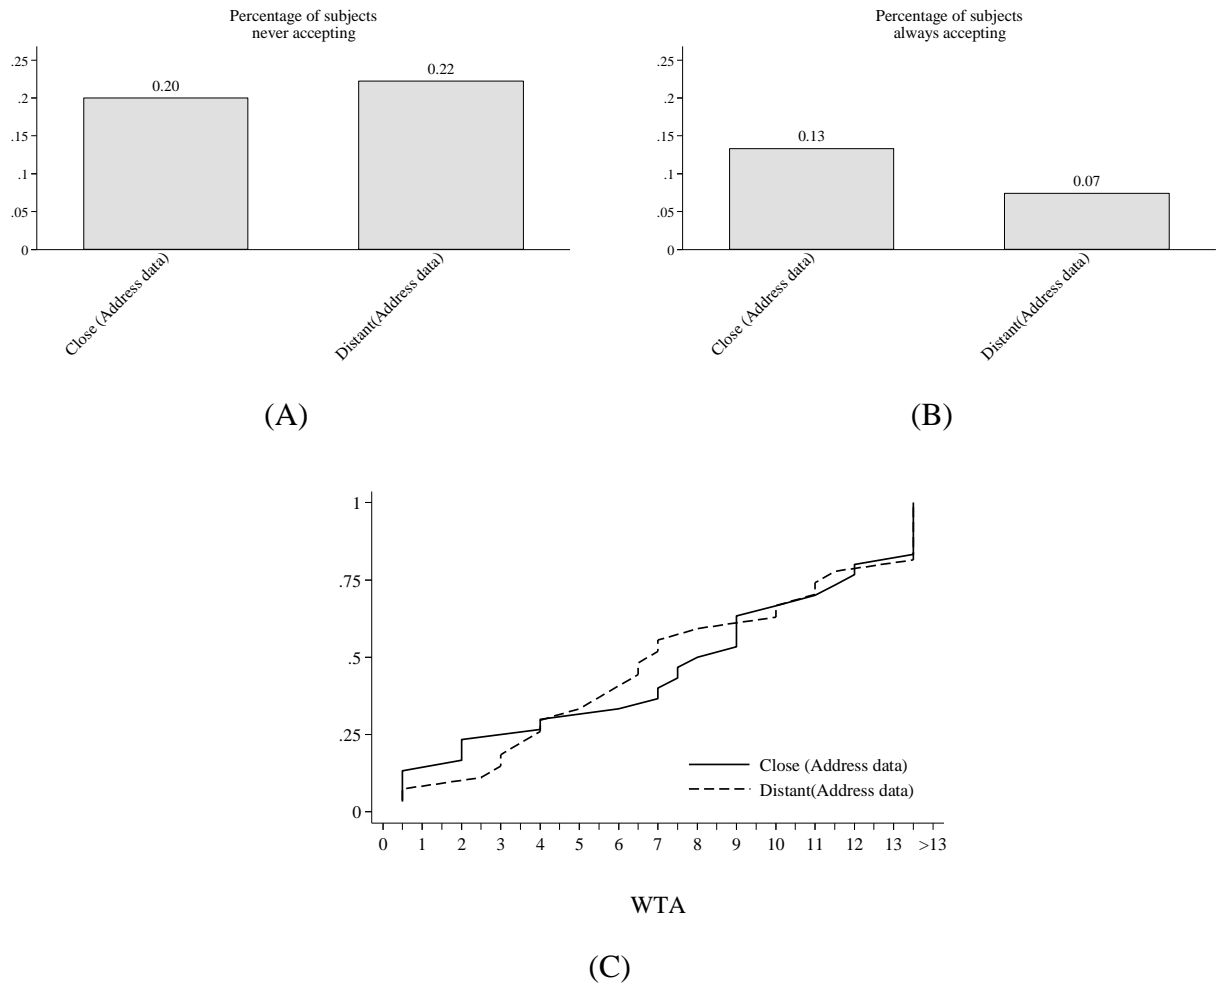 Percentage of subjects
never accepting
.25
.2
.15
.1
.05
0
0.20
0.22
Close (Address data)
Distant(Address data)
(A)
Percentage of subjects
always accepting
.25
.2
.15
.1
.05
0
0.13
0.07
Close (Address data)
Distant(Address data)
(B)
1
.75
.5
.25
0
Close (Address data)
Distant(Address data)
0 1 2 3 4 5 6 7 8 9 10 11 12 13 >13
WTA
(C)